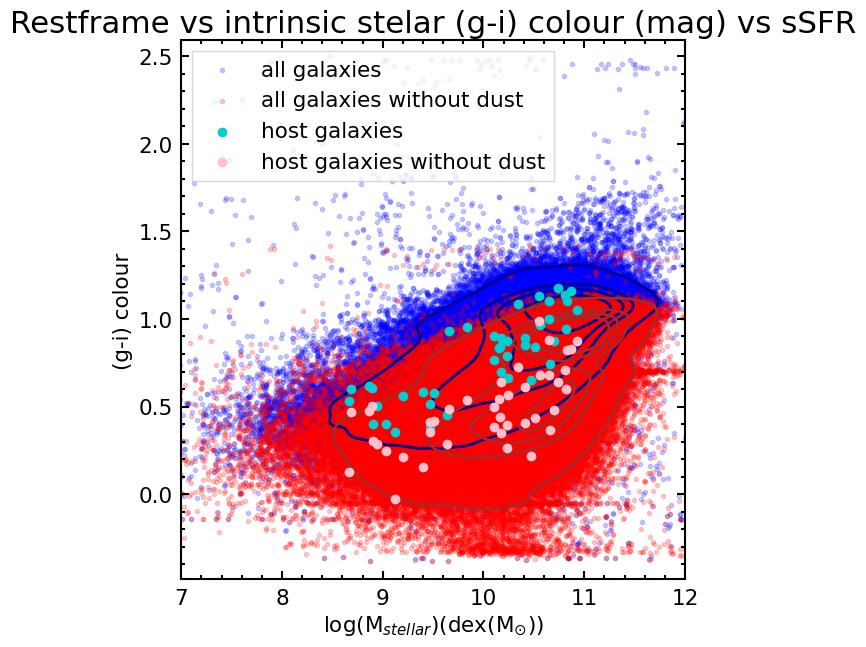 Restframe vs intrinsic stelar (g-i) colour (mag) vs sSFR
2.5
2.0
1.5
1.0
0.5
0.0
(g-i) colour
all galaxies
all galaxies without dust
host galaxies
host galaxies without dust
7 8 9 10 11 12
log(M$_{stellar}$)(dex(M$_{\odot}$))